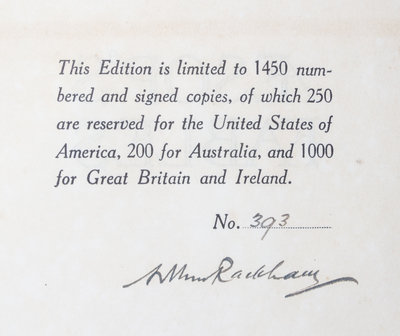 This Edition is limited to 1450 num-
bered and signed copies, of which 250
are reserved for the United States of
America, 200 for Australia, and 1000
for Great Britain and Ireland.
No. 393
Arthur Rackham